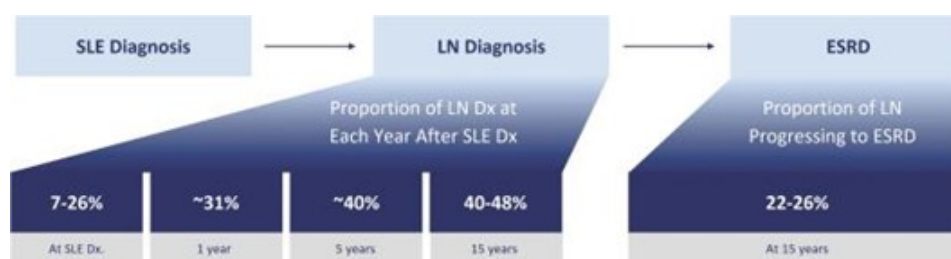 SLE Diagnosis
LN Diagnosis
ESRD
Proportion of LN Dx at
Each Year After SLE Dx
Proportion of LN
Progressing to ESRD
7-26%
~31%
~40%
40-48%
22-26%
At SLE Dx.
1 year
5 years
15 years
At 15 years